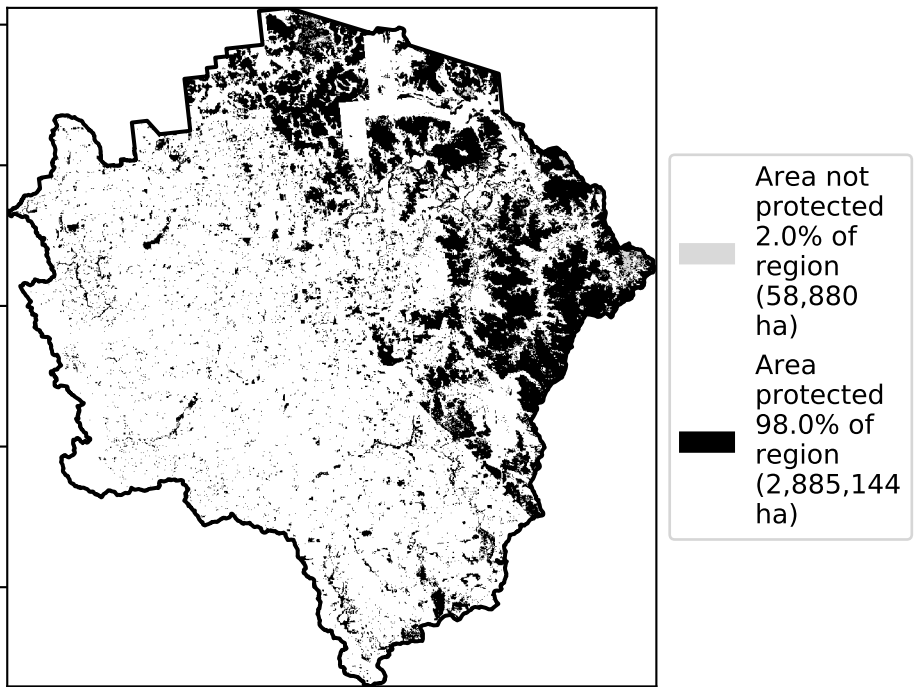 Area not
protected
2.0% of
region
(58,880
ha)
Area
protected
98.0% of
region
(2,885,144
ha)